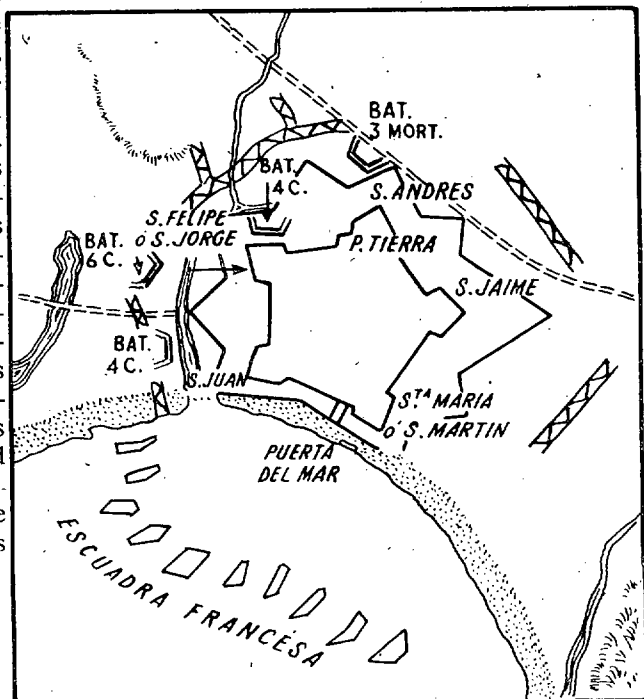 BAT.
3 MORT.
BAT.
4 C.
S. ANDRES
S. FELIPE
ó S. JORGE
P. TIERRA
BAT.
6 C.
S. JAIME
BAT.
4 C.
S. JUAN
S.TA MARIA
ó S. MARTIN
PUERTA
DEL MAR
ESCUADRA FRANCESA